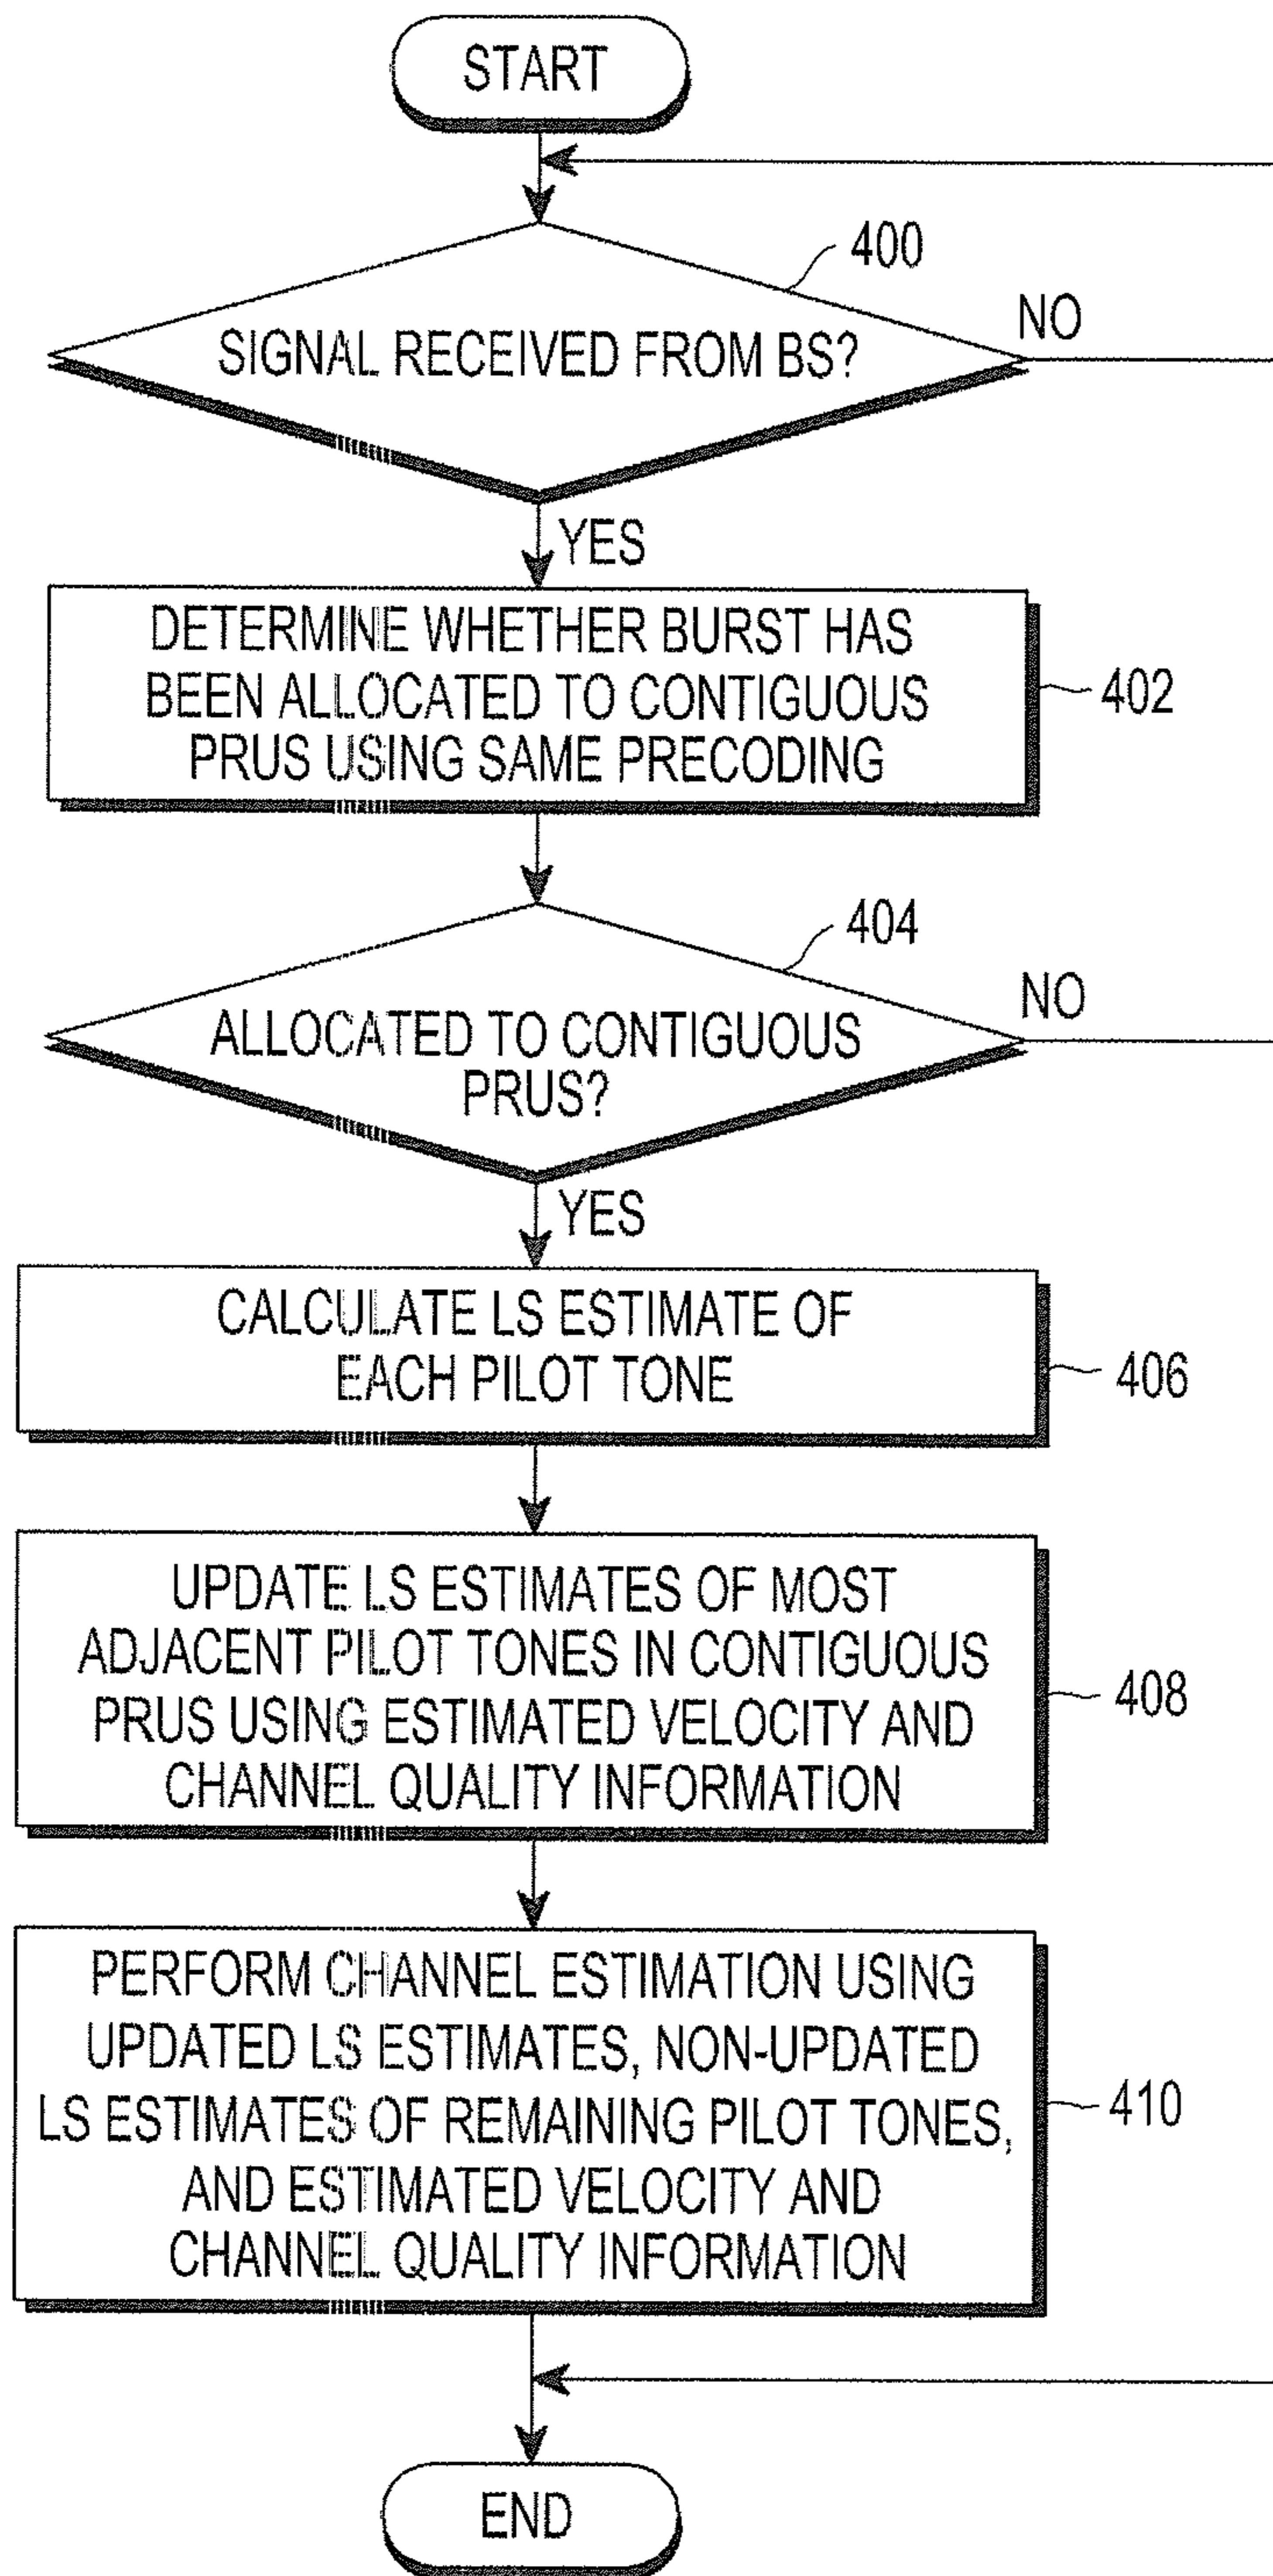 START
400
SIGNAL RECEIVED FROM BS?
NO
YES
DETERMINE WHETHER BURST HAS
BEEN ALLOCATED TO CONTIGUOUS
PRUS USING SAME PRECODING
402
404
ALLOCATED TO CONTIGUOUS
PRUS?
NO
YES
CALCULATE LS ESTIMATE OF
EACH PILOT TONE
406
UPDATE LS ESTIMATES OF MOST
ADJACENT PILOT TONES IN CONTIGUOUS
PRUS USING ESTIMATED VELOCITY AND
CHANNEL QUALITY INFORMATION
408
PERFORM CHANNEL ESTIMATION USING
UPDATED LS ESTIMATES, NON-UPDATED
LS ESTIMATES OF REMAINING PILOT TONES,
AND ESTIMATED VELOCITY AND
CHANNEL QUALITY INFORMATION
410
END